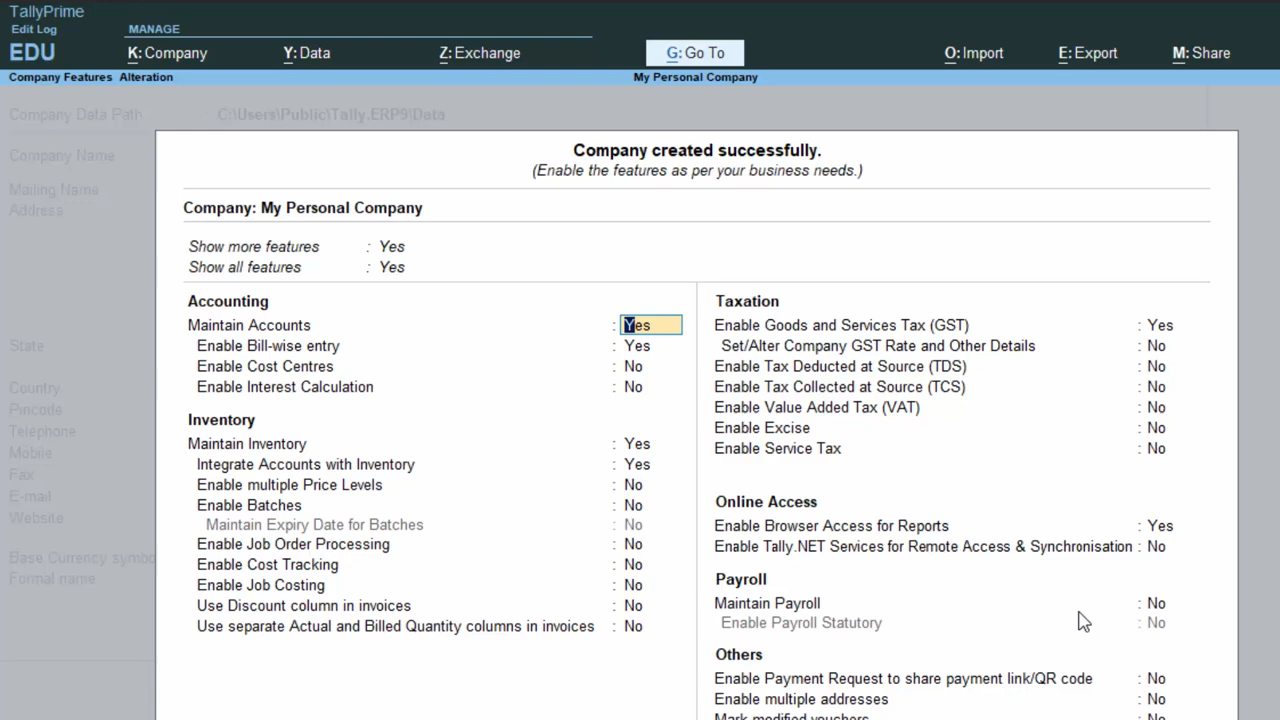 TallyPrime
Edit Log
EDU
MANAGE
K: Company
Y: Data
Z: Exchange
G: Go To
O: Import
E: Export
M: Share
Company Features Alteration
My Personal Company
Company Data Path
C:\Users\Public\Tally.ERP9\Data
Company Name
Mailing Name
Address
State
Country
Pincode
Telephone
Mobile
Fax
E-mail
Website
Base Currency symbo
Formal name
Company created successfully.
(Enable the features as per your business needs.)
Company: My Personal Company
Show more features : Yes
Show all features : Yes
Accounting
Maintain Accounts : Yes
Enable Bill-wise entry : Yes
Enable Cost Centres : No
Enable Interest Calculation : No
Inventory
Maintain Inventory : Yes
Integrate Accounts with Inventory : Yes
Enable multiple Price Levels : No
Enable Batches : No
Maintain Expiry Date for Batches : No
Enable Job Order Processing : No
Enable Cost Tracking : No
Enable Job Costing : No
Use Discount column in invoices : No
Use separate Actual and Billed Quantity columns in invoices : No
Taxation
Enable Goods and Services Tax (GST) : Yes
Set/Alter Company GST Rate and Other Details : No
Enable Tax Deducted at Source (TDS) : No
Enable Tax Collected at Source (TCS) : No
Enable Value Added Tax (VAT) : No
Enable Excise : No
Enable Service Tax : No
Online Access
Enable Browser Access for Reports : Yes
Enable Tally.NET Services for Remote Access & Synchronisation : No
Payroll
Maintain Payroll : No
Enable Payroll Statutory : No
Others
Enable Payment Request to share payment link/QR code : No
Enable multiple addresses : No
Mark modified vouchers : No